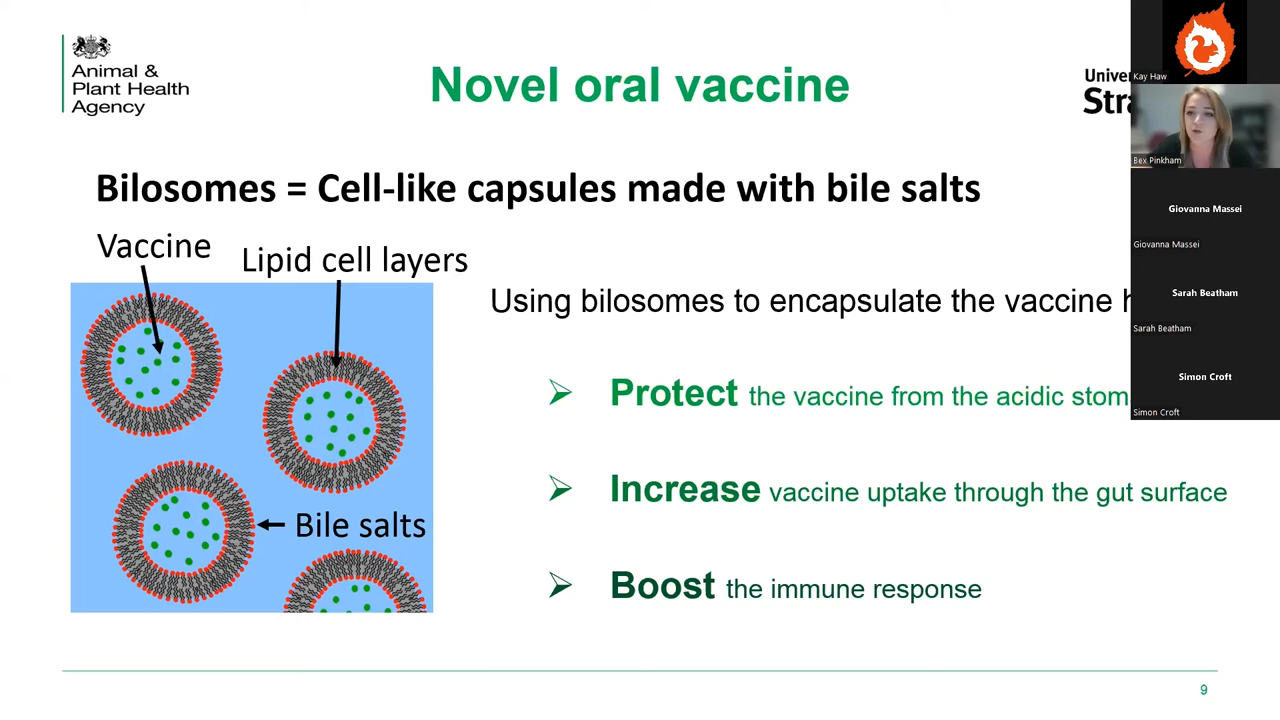 Animal &
Plant Health
Agency
Novel oral vaccine
Bilosomes = Cell-like capsules made with bile salts
Vaccine
Lipid cell layers
Bile salts
Using bilosomes to encapsulate the vaccine
Protect the vaccine from the acidic
Increase vaccine uptake through the gut surface
Boost the immune response
9
Kay Haw
Bex Pinkham
Giovanna Massei
Giovanna Massei
Sarah Beatham
Sarah Beatham
Simon Croft
Simon Croft